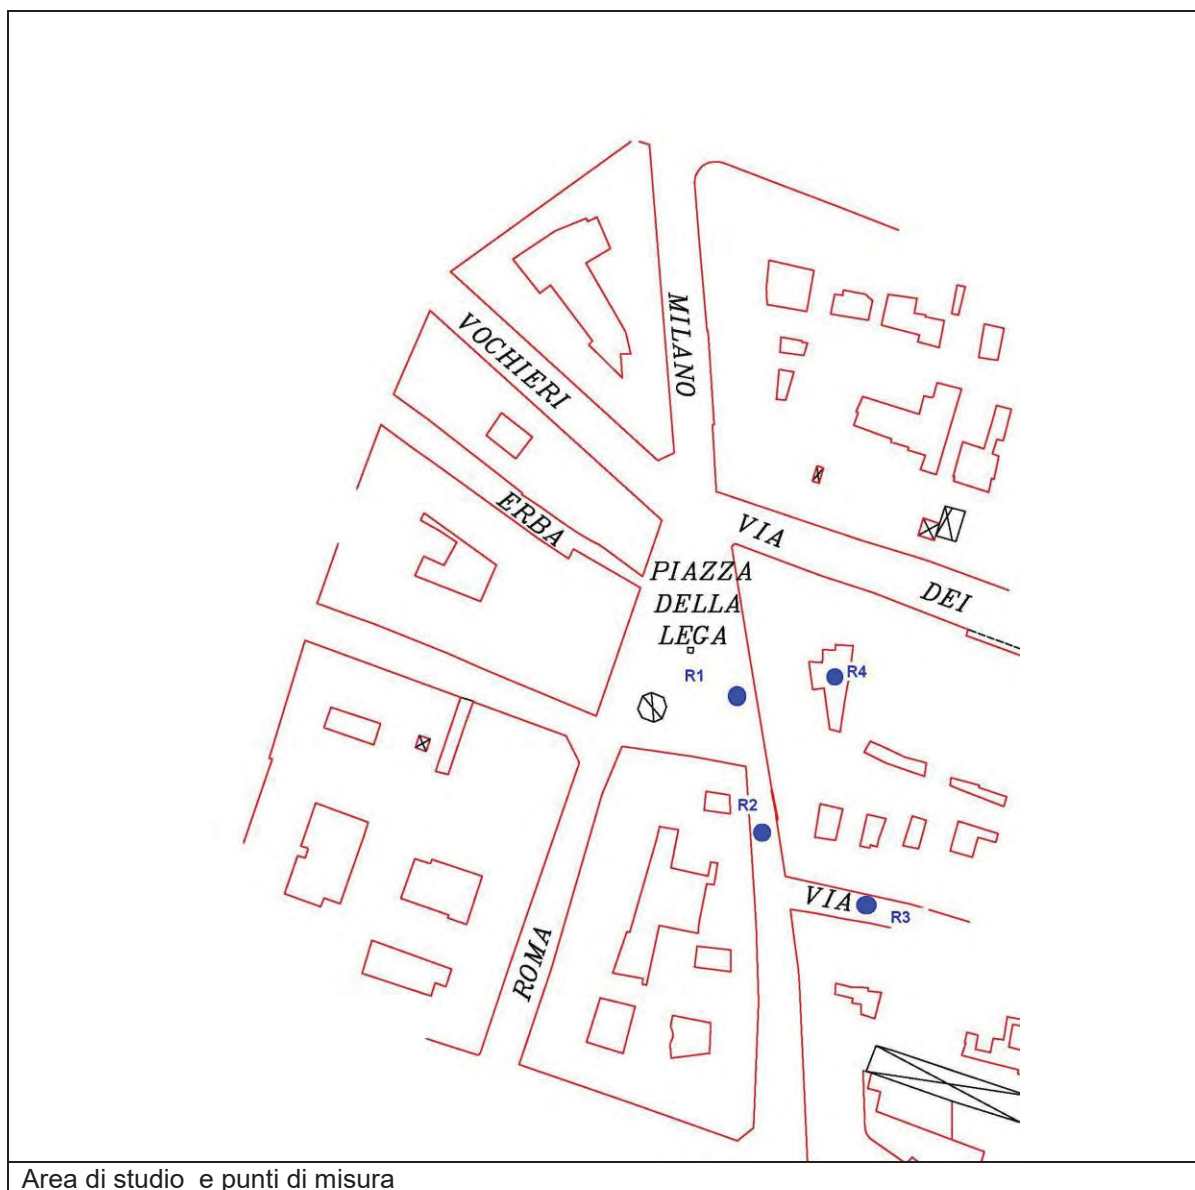 MILANO
VOCHIERI
ERBA
VIA
DEI
PIAZZA
DELLA
LEGA
R1
R4
R2
VIA
R3
ROMA
Area di studio e punti di misura